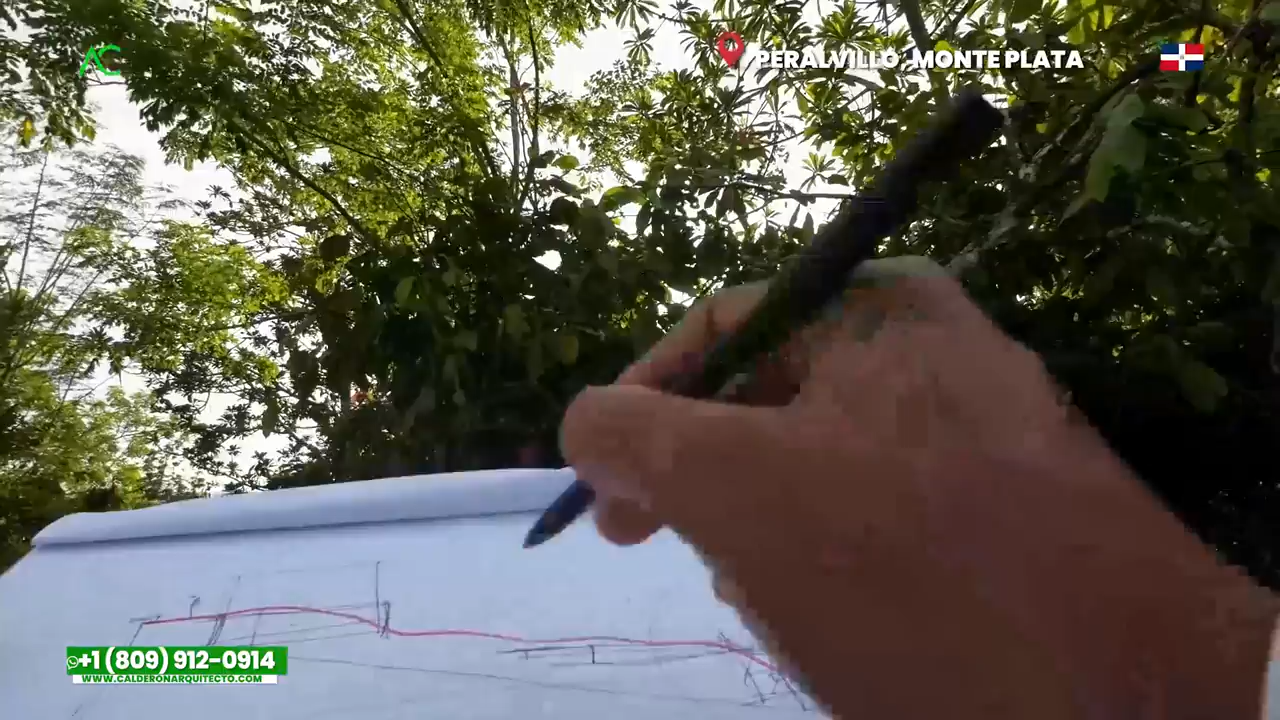 AC
PERALVILLO, MONTE PLATA
+1 (809) 912-0914
WWW.CALDERONARQUITECTO.COM